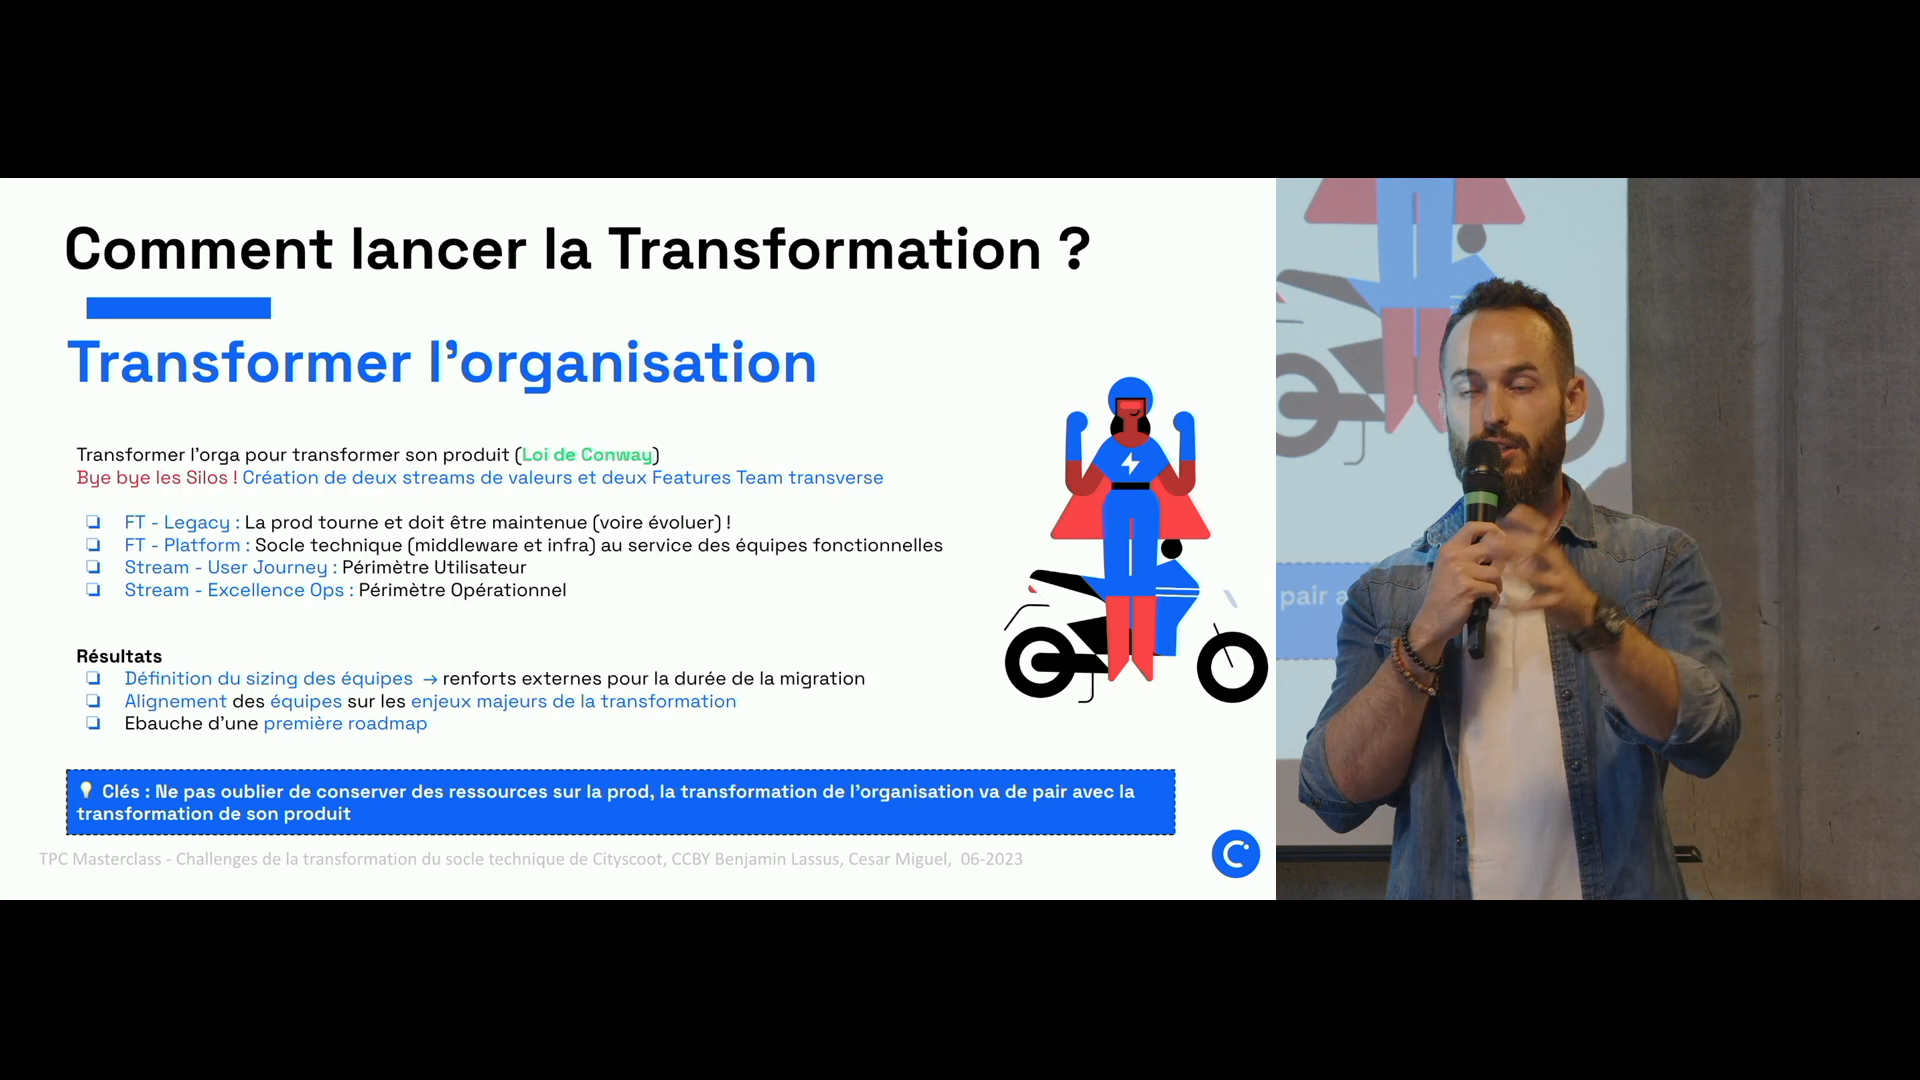 Comment lancer la Transformation ?
Transformer l'organisation
Transformer l'orga pour transformer son produit (Loi de Conway)
Bye bye les Silos ! Création de deux streams de valeurs et deux Features Team transverse
❏ FT - Legacy : La prod tourne et doit être maintenue (voire évoluer) !
❏ FT - Platform : Socle technique (middleware et infra) au service des équipes fonctionnelles
❏ Stream - User Journey : Périmètre Utilisateur
❏ Stream - Excellence Ops : Périmètre Opérationnel
Résultats
❏ Définition du sizing des équipes → renforts externes pour la durée de la migration
❏ Alignement des équipes sur les enjeux majeurs de la transformation
❏ Ebauche d'une première roadmap
💡 Clés : Ne pas oublier de conserver des ressources sur la prod, la transformation de l'organisation va de pair avec la
transformation de son produit
TPC Masterclass - Challenges de la transformation du socle technique de Cityscoot, CCBY Benjamin Lassus, Cesar Miguel, 06-2023
pair a